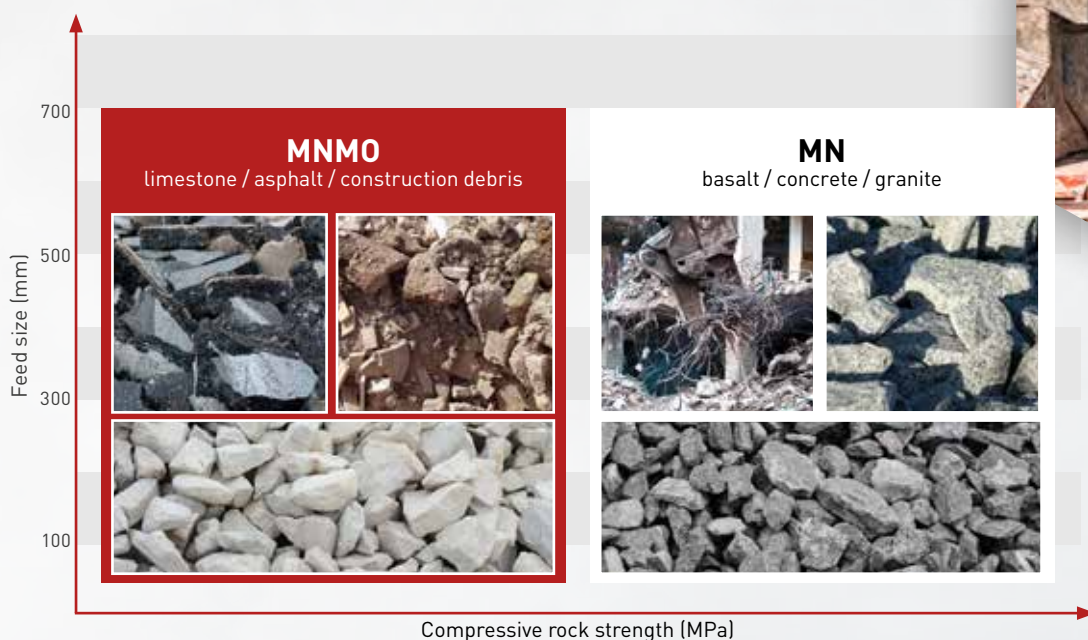 700
500
300
100
Feed size (mm)
MNMO
limestone / asphalt / construction debris
MN
basalt / concrete / granite
Compressive rock strength (MPa)